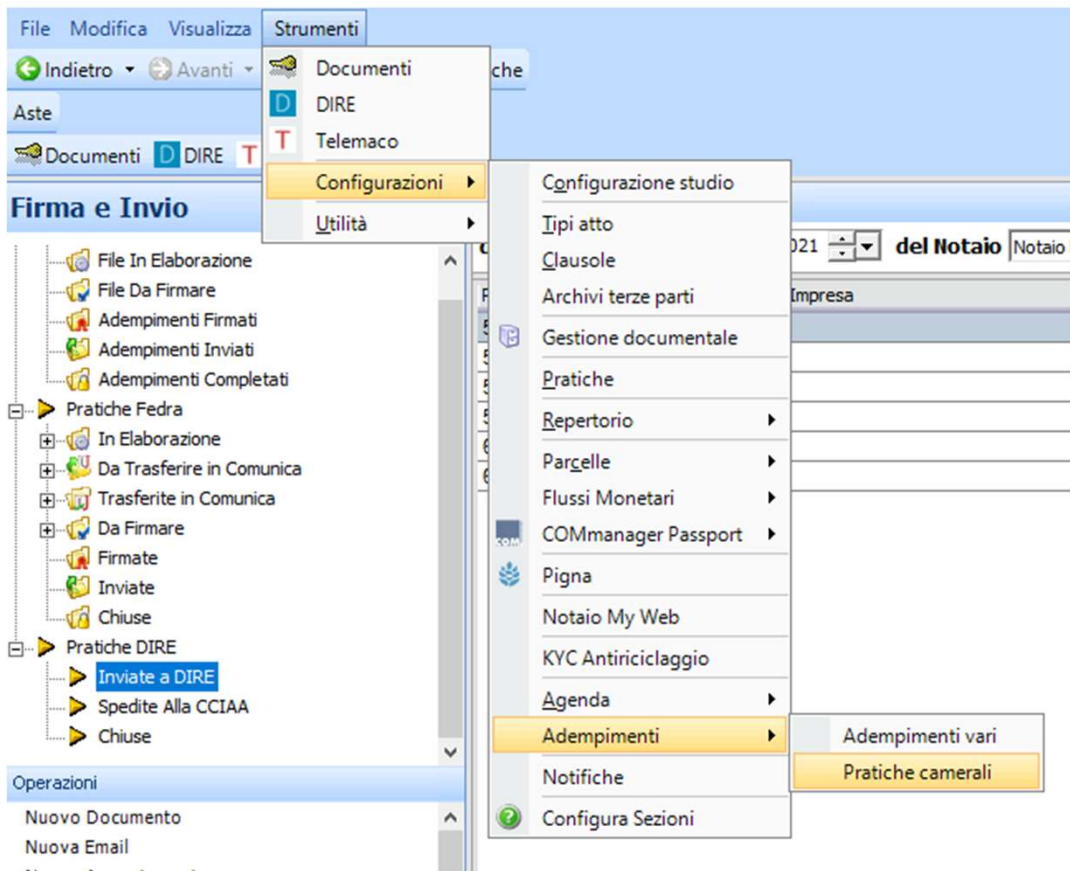 File Modifica Visualizza Strumenti
Indietro Avanti che
Aste
Documenti DIRE T
Documenti
DIRE
Telemaco
Configurazioni
Utilità
Firma e Invio
File In Elaborazione
File Da Firmare
Adempimenti Firmati
Adempimenti Inviati
Adempimenti Completati
Pratiche Fedra
In Elaborazione
Da Trasferire in Comunica
Trasferite in Comunica
Da Firmare
Firmate
Inviate
Chiuse
Pratiche DIRE
Inviate a DIRE
Spedite Alla CCIAA
Chiuse
Operazioni
Nuovo Documento
Nuova Email
Configurazione studio
Tipi atto
Clausole
Archivi terze parti
Gestione documentale
Pratiche
Repertorio
Parcelle
Flussi Monetari
COMmanager Passport
Pigna
Notaio My Web
KYC Antiriciclaggio
Agenda
Adempimenti
Notifiche
Configura Sezioni
Adempimenti vari
Pratiche camerali
021 del Notaio Notaio
Impresa